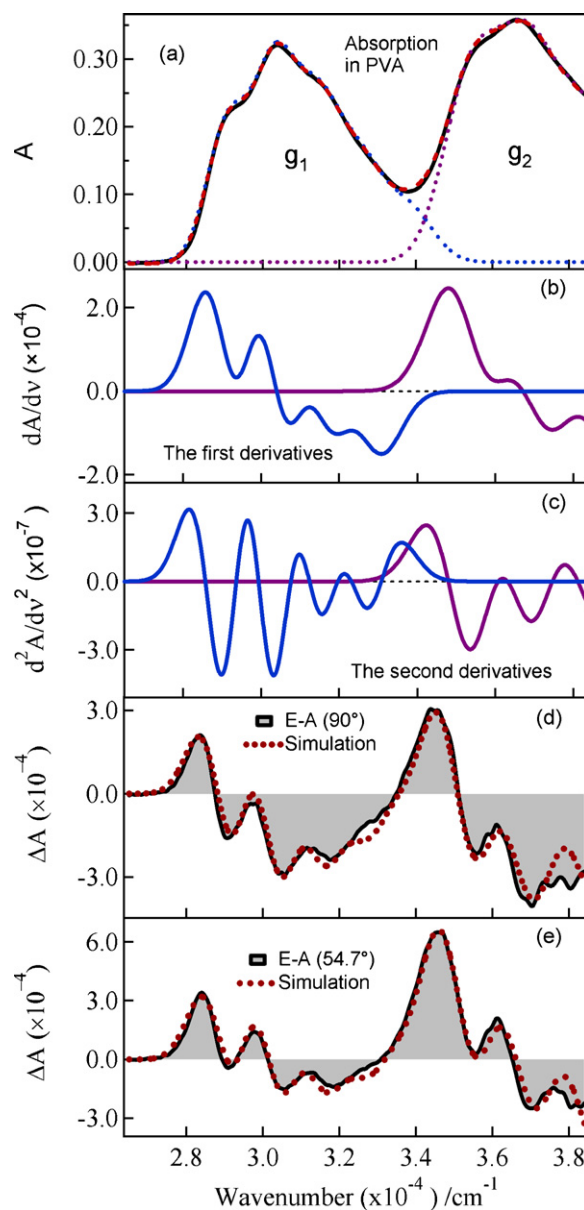 (a)
Absorption
in PVA
0.30
0.20
0.10
0.00
A
g₁
g₂
(b)
2.0
0.0
-2.0
dA/dν (×10⁻⁴)
The first derivatives
(c)
3.0
0.0
-3.0
d²A/dν² (x10⁻⁷)
The second derivatives
(d)
3.0
0.0
-3.0
ΔA (×10⁻⁴)
E-A (90°)
Simulation
(e)
6.0
3.0
0.0
-3.0
ΔA (×10⁻⁴)
E-A (54.7°)
Simulation
2.8 3.0 3.2 3.4 3.6 3.8
Wavenumber (x10⁻⁴) /cm⁻¹